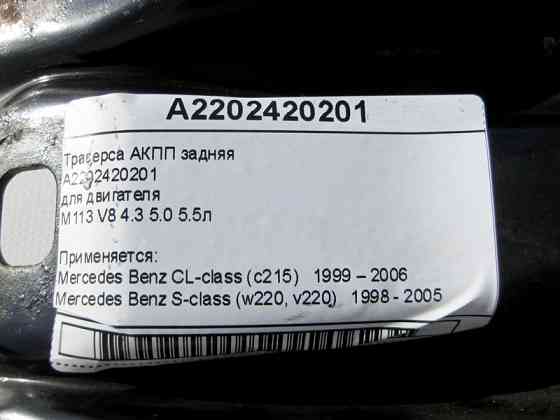 A2202420201
Траверса АКПП задняя
A2202420201
для двигателя
M113 V8 4.3 5.0 5.5л
Применяется:
Mercedes Benz CL-class (c215) 1999 – 2006
Mercedes Benz S-class (w220, v220) 1998 - 2005